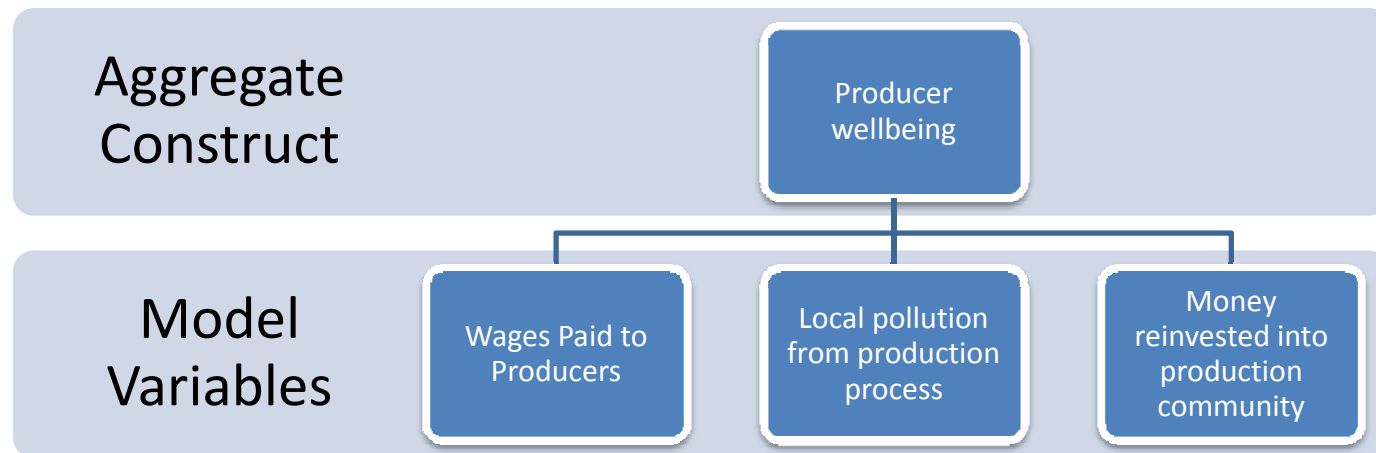 Aggregate
Construct
Producer
wellbeing
Model
Variables
Wages Paid to
Producers
Local pollution
from production
process
Money
reinvested into
production
community